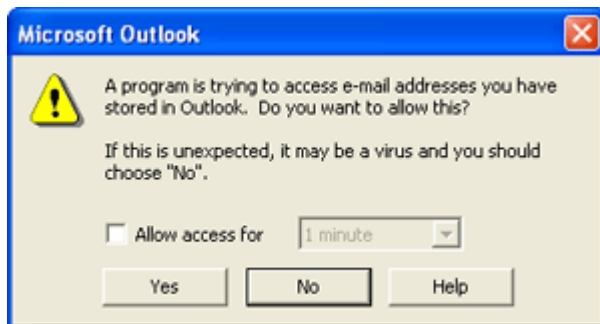 Microsoft Outlook
A program is trying to access e-mail addresses you have
stored in Outlook. Do you want to allow this?
If this is unexpected, it may be a virus and you should
choose "No".
Allow access for 1 minute
Yes No Help